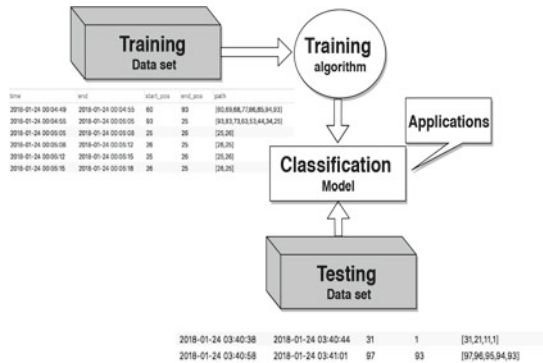 Training
Data set
Training
algorithm
time end start_pos end_pos path
2018-01-24 00:04:49 2018-01-24 00:04:55 60 93 [60,69,68,77,86,85,94,93]
2018-01-24 00:04:55 2018-01-24 00:05:05 93 25 [93,83,73,63,53,44,34,25]
2018-01-24 00:05:05 2018-01-24 00:05:08 25 26 [25,26]
2018-01-24 00:05:08 2018-01-24 00:05:12 26 25 [26,25]
2018-01-24 00:05:12 2018-01-24 00:05:15 25 26 [25,26]
2018-01-24 00:05:15 2018-01-24 00:05:18 26 25 [26,25]
Applications
Classification
Model
Testing
Data set
2018-01-24 03:40:38 2018-01-24 03:40:44 31 1 [31,21,11,1]
2018-01-24 03:40:58 2018-01-24 03:41:01 97 93 [97,96,95,94,93]